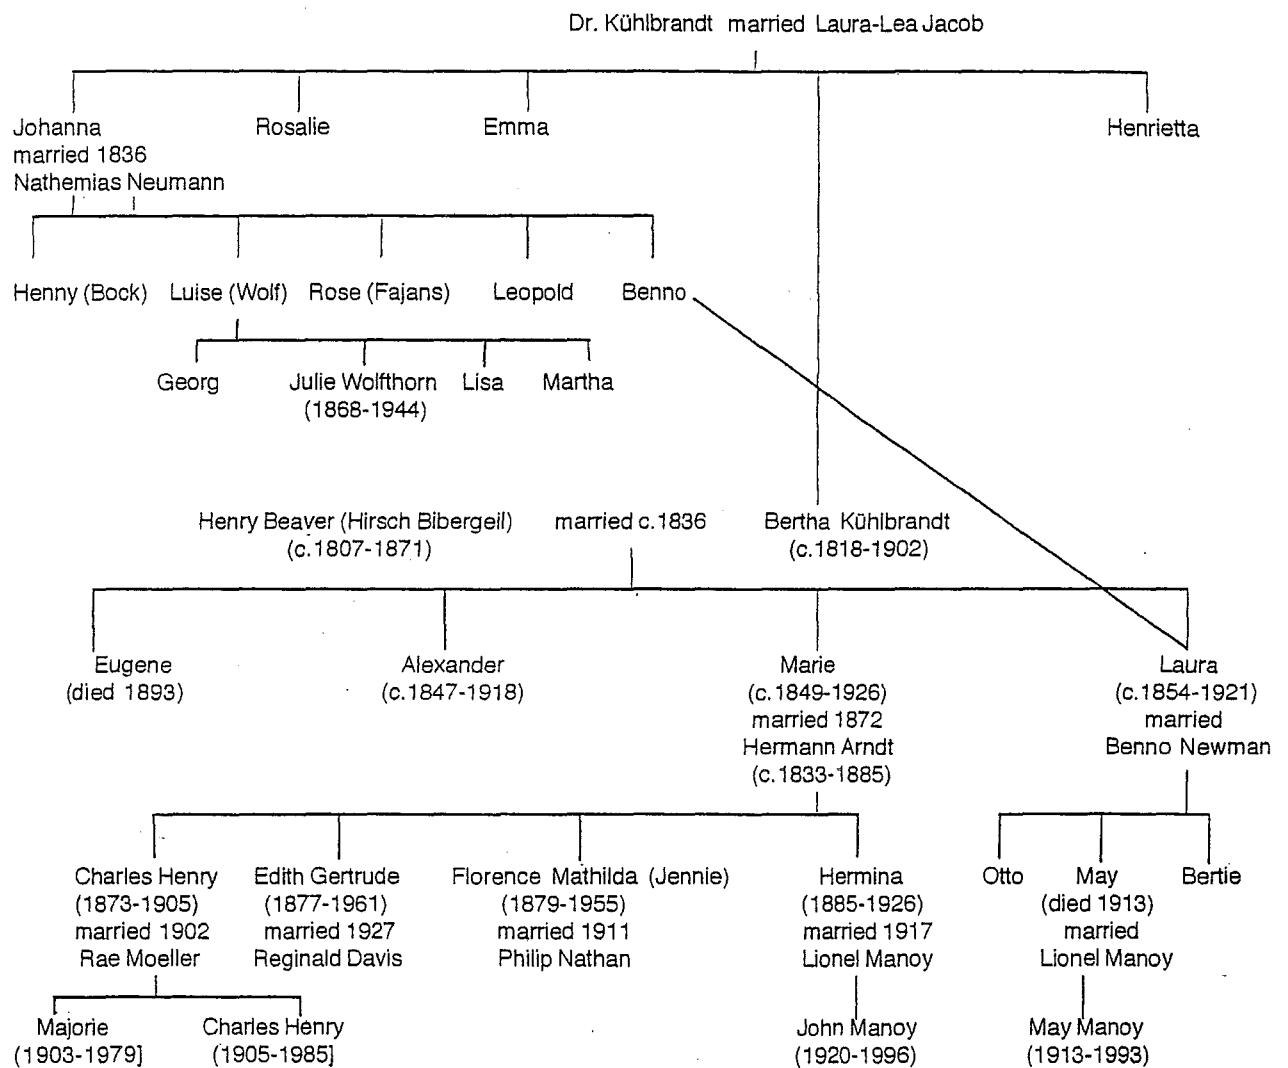 Dr. Kühlbrandt married Laura-Lea Jacob
Johanna
married 1836
Nathemias Neumann
Rosalie
Emma
Henrietta
Henny (Bock)
Luise (Wolf)
Rose (Fajans)
Leopold
Benno
Georg
Julie Wolfthorn
(1868-1944)
Lisa
Martha
Henry Beaver (Hirsch Bibergeil)
(c.1807-1871)
married c.1836
Bertha Kühlbrandt
(c.1818-1902)
Eugene
(died 1893)
Alexander
(c.1847-1918)
Marie
(c.1849-1926)
married 1872
Hermann Arndt
(c.1833-1885)
Laura
(c.1854-1921)
married
Benno Newman
Charles Henry
(1873-1905)
married 1902
Rae Moeller
Edith Gertrude
(1877-1961)
married 1927
Reginald Davis
Florence Mathilda (Jennie)
(1879-1955)
married 1911
Philip Nathan
Hermina
(1885-1926)
married 1917
Lionel Manoy
Otto
May
(died 1913)
married
Lionel Manoy
Bertie
Majorie
(1903-1979]
Charles Henry
(1905-1985]
John Manoy
(1920-1996)
May Manoy
(1913-1993)